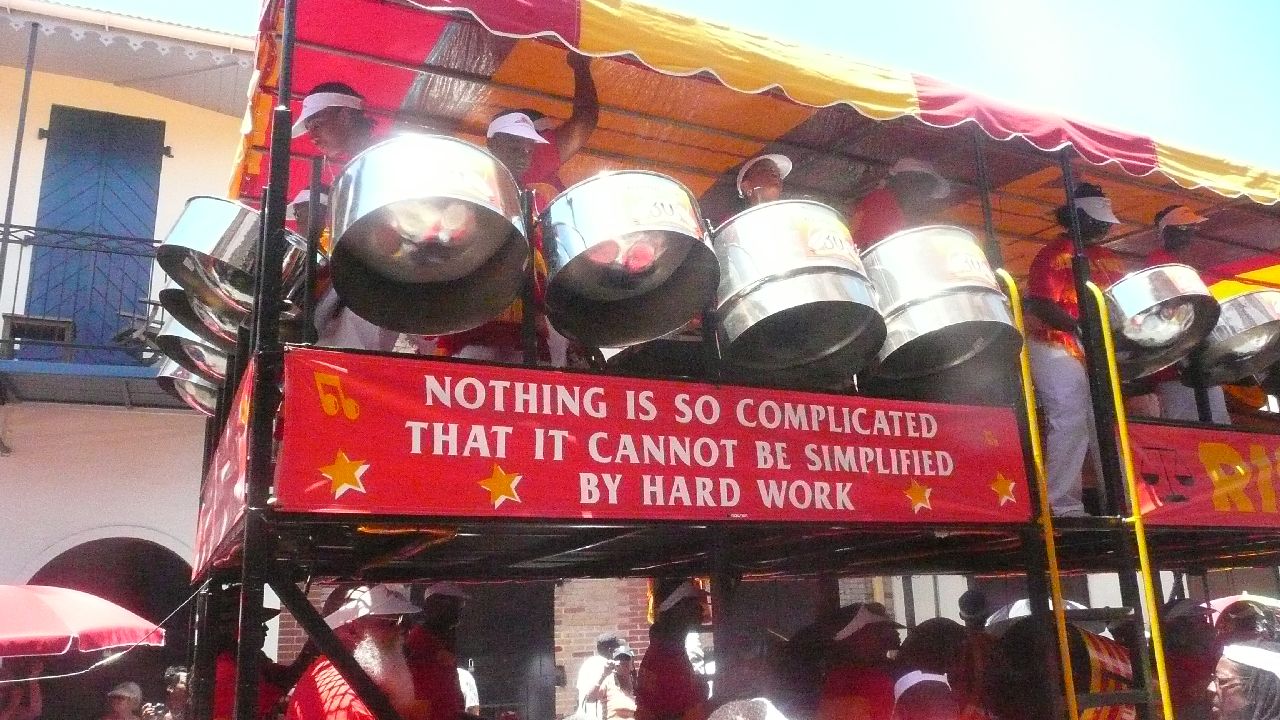 NOTHING IS SO COMPLICATED
THAT IT CANNOT BE SIMPLIFIED
BY HARD WORK